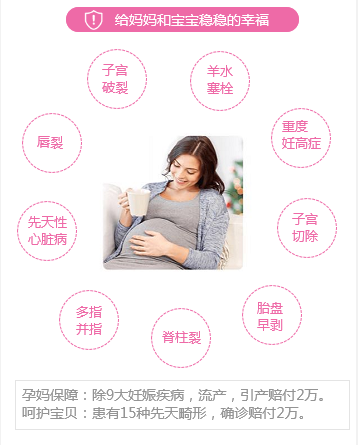 给妈妈和宝宝稳稳的幸福
子宫
破裂
羊水
塞栓
唇裂
重度
妊高症
先天性
心脏病
子宫
切除
多指
并指
脊柱裂
胎盘
早剥
孕妈保障：除9大妊娠疾病，流产，引产赔付2万。
呵护宝贝：患有15种先天畸形，确诊赔付2万。